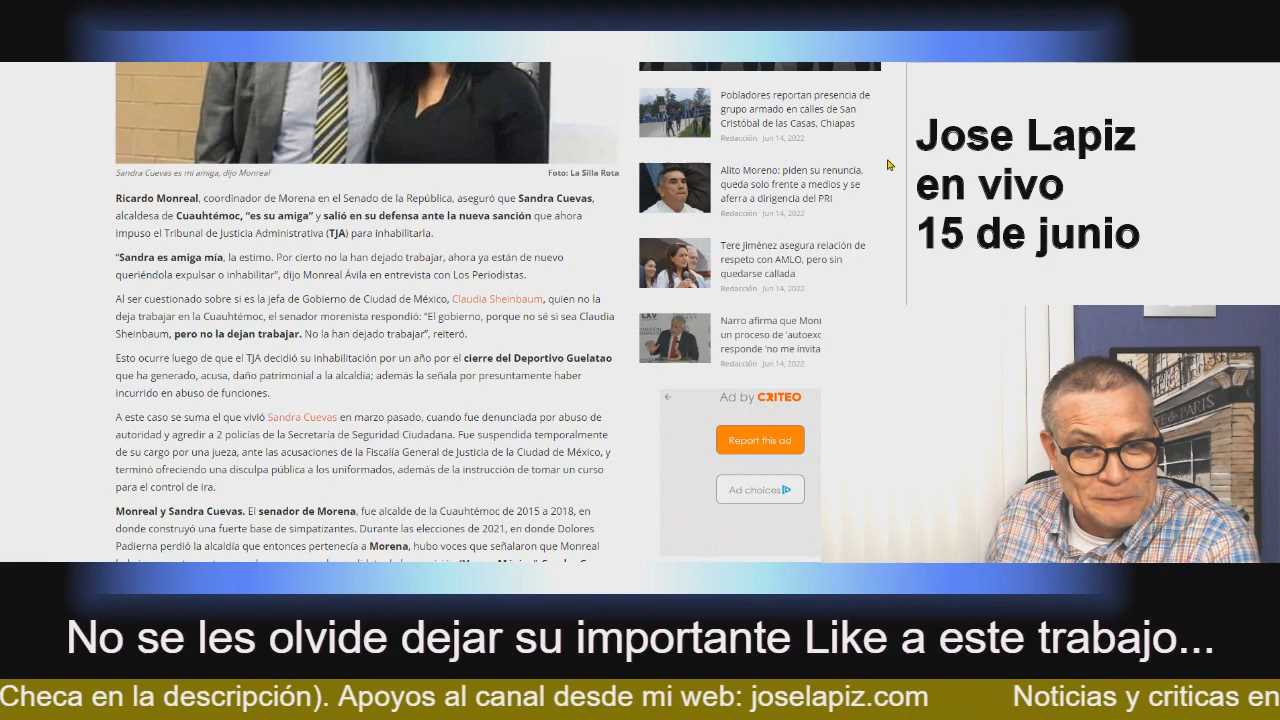 Sandra Cuevas es mi amiga, dijo Monreal
Foto: La Silla Rota
Ricardo Monreal, coordinador de Morena en el Senado de la República, aseguró que Sandra Cuevas,
alcaldesa de Cuauhtémoc, “es su amiga” y salió en su defensa ante la nueva sanción que ahora
impuso el Tribunal de Justicia Administrativa (TJA) para inhabilitarla.
“Sandra es amiga mía, la estimo. Por cierto no la han dejado trabajar, ahora ya están de nuevo
queriéndola expulsar o inhabilitar”, dijo Monreal Ávila en entrevista con Los Periodistas.
Al ser cuestionado sobre si es la jefa de Gobierno de Ciudad de México, Claudia Sheinbaum, quien no la
deja trabajar en la Cuauhtémoc, el senador morenista respondió: “El gobierno, porque no sé si sea Claudia
Sheinbaum, pero no la dejan trabajar. No la han dejado trabajar”, reiteró.
Esto ocurre luego de que el TJA decidió su inhabilitación por un año por el cierre del Deportivo Guelatao
que ha generado, acusa, daño patrimonial a la alcaldía; además la señala por presuntamente haber
incurrido en abuso de funciones.
A este caso se suma el que vivió Sandra Cuevas en marzo pasado, cuando fue denunciada por abuso de
autoridad y agredir a 2 policías de la Secretaría de Seguridad Ciudadana. Fue suspendida temporalmente
de su cargo por una jueza, ante las acusaciones de la Fiscalía General de Justicia de la Ciudad de México, y
terminó ofreciendo una disculpa pública a los uniformados, además de la instrucción de tomar un curso
para el control de ira.
Monreal y Sandra Cuevas. El senador de Morena, fue alcalde de la Cuauhtémoc de 2015 a 2018, en
donde construyó una fuerte base de simpatizantes. Durante las elecciones de 2021, en donde Dolores
Padierna perdió la alcaldía que entonces pertenecía a Morena, hubo voces que señalaron que Monreal
Pobladores reportan presencia de
grupo armado en calles de San
Cristóbal de las Casas, Chiapas
Redacción Jun 14, 2022
Alito Moreno: piden su renuncia,
queda solo frente a medios y se
aferra a dirigencia del PRI
Redacción Jun 14, 2022
Tere Jiménez asegura relación de
respeto con AMLO, pero sin
quedarse callada
Redacción Jun 14, 2022
LXV
Narro afirma que Monr
un proceso de 'autoexc
responde 'no me invita
Redacción Jun 14, 2022
Ad by CRITEO
Report this ad
Ad choices
Jose Lapiz
en vivo
15 de junio
DE PARIS
No se les olvide dejar su importante Like a este trabajo...
Checa en la descripción). Apoyos al canal desde mi web: joselapiz.com
Noticias y criticas en